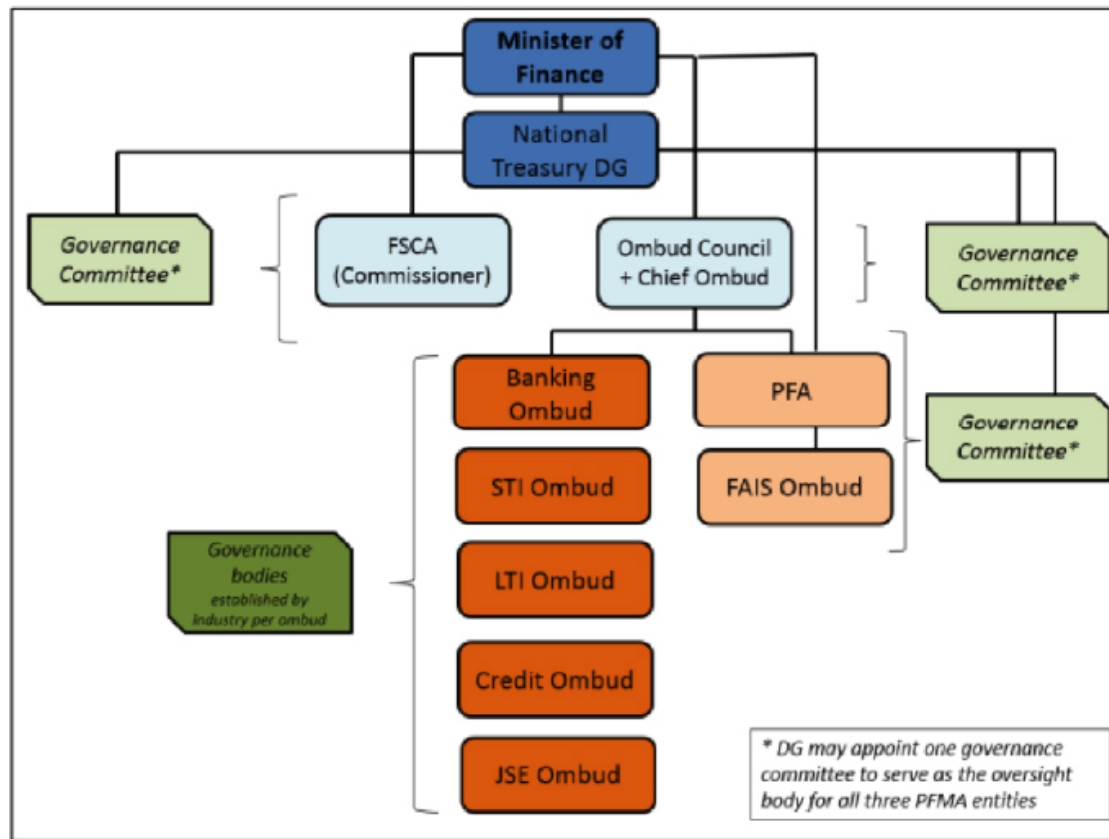 Minister of
Finance
National
Treasury DG
Governance
Committee*
FSCA
(Commissioner)
Ombud Council
+ Chief Ombud
Governance
Committee*
Banking
Ombud
PFA
Governance
Committee*
STI Ombud
FAIS Ombud
Governance
bodies
established by
industry per ombud
LTI Ombud
Credit Ombud
JSE Ombud
* DG may appoint one governance
committee to serve as the oversight
body for all three PFMA entities